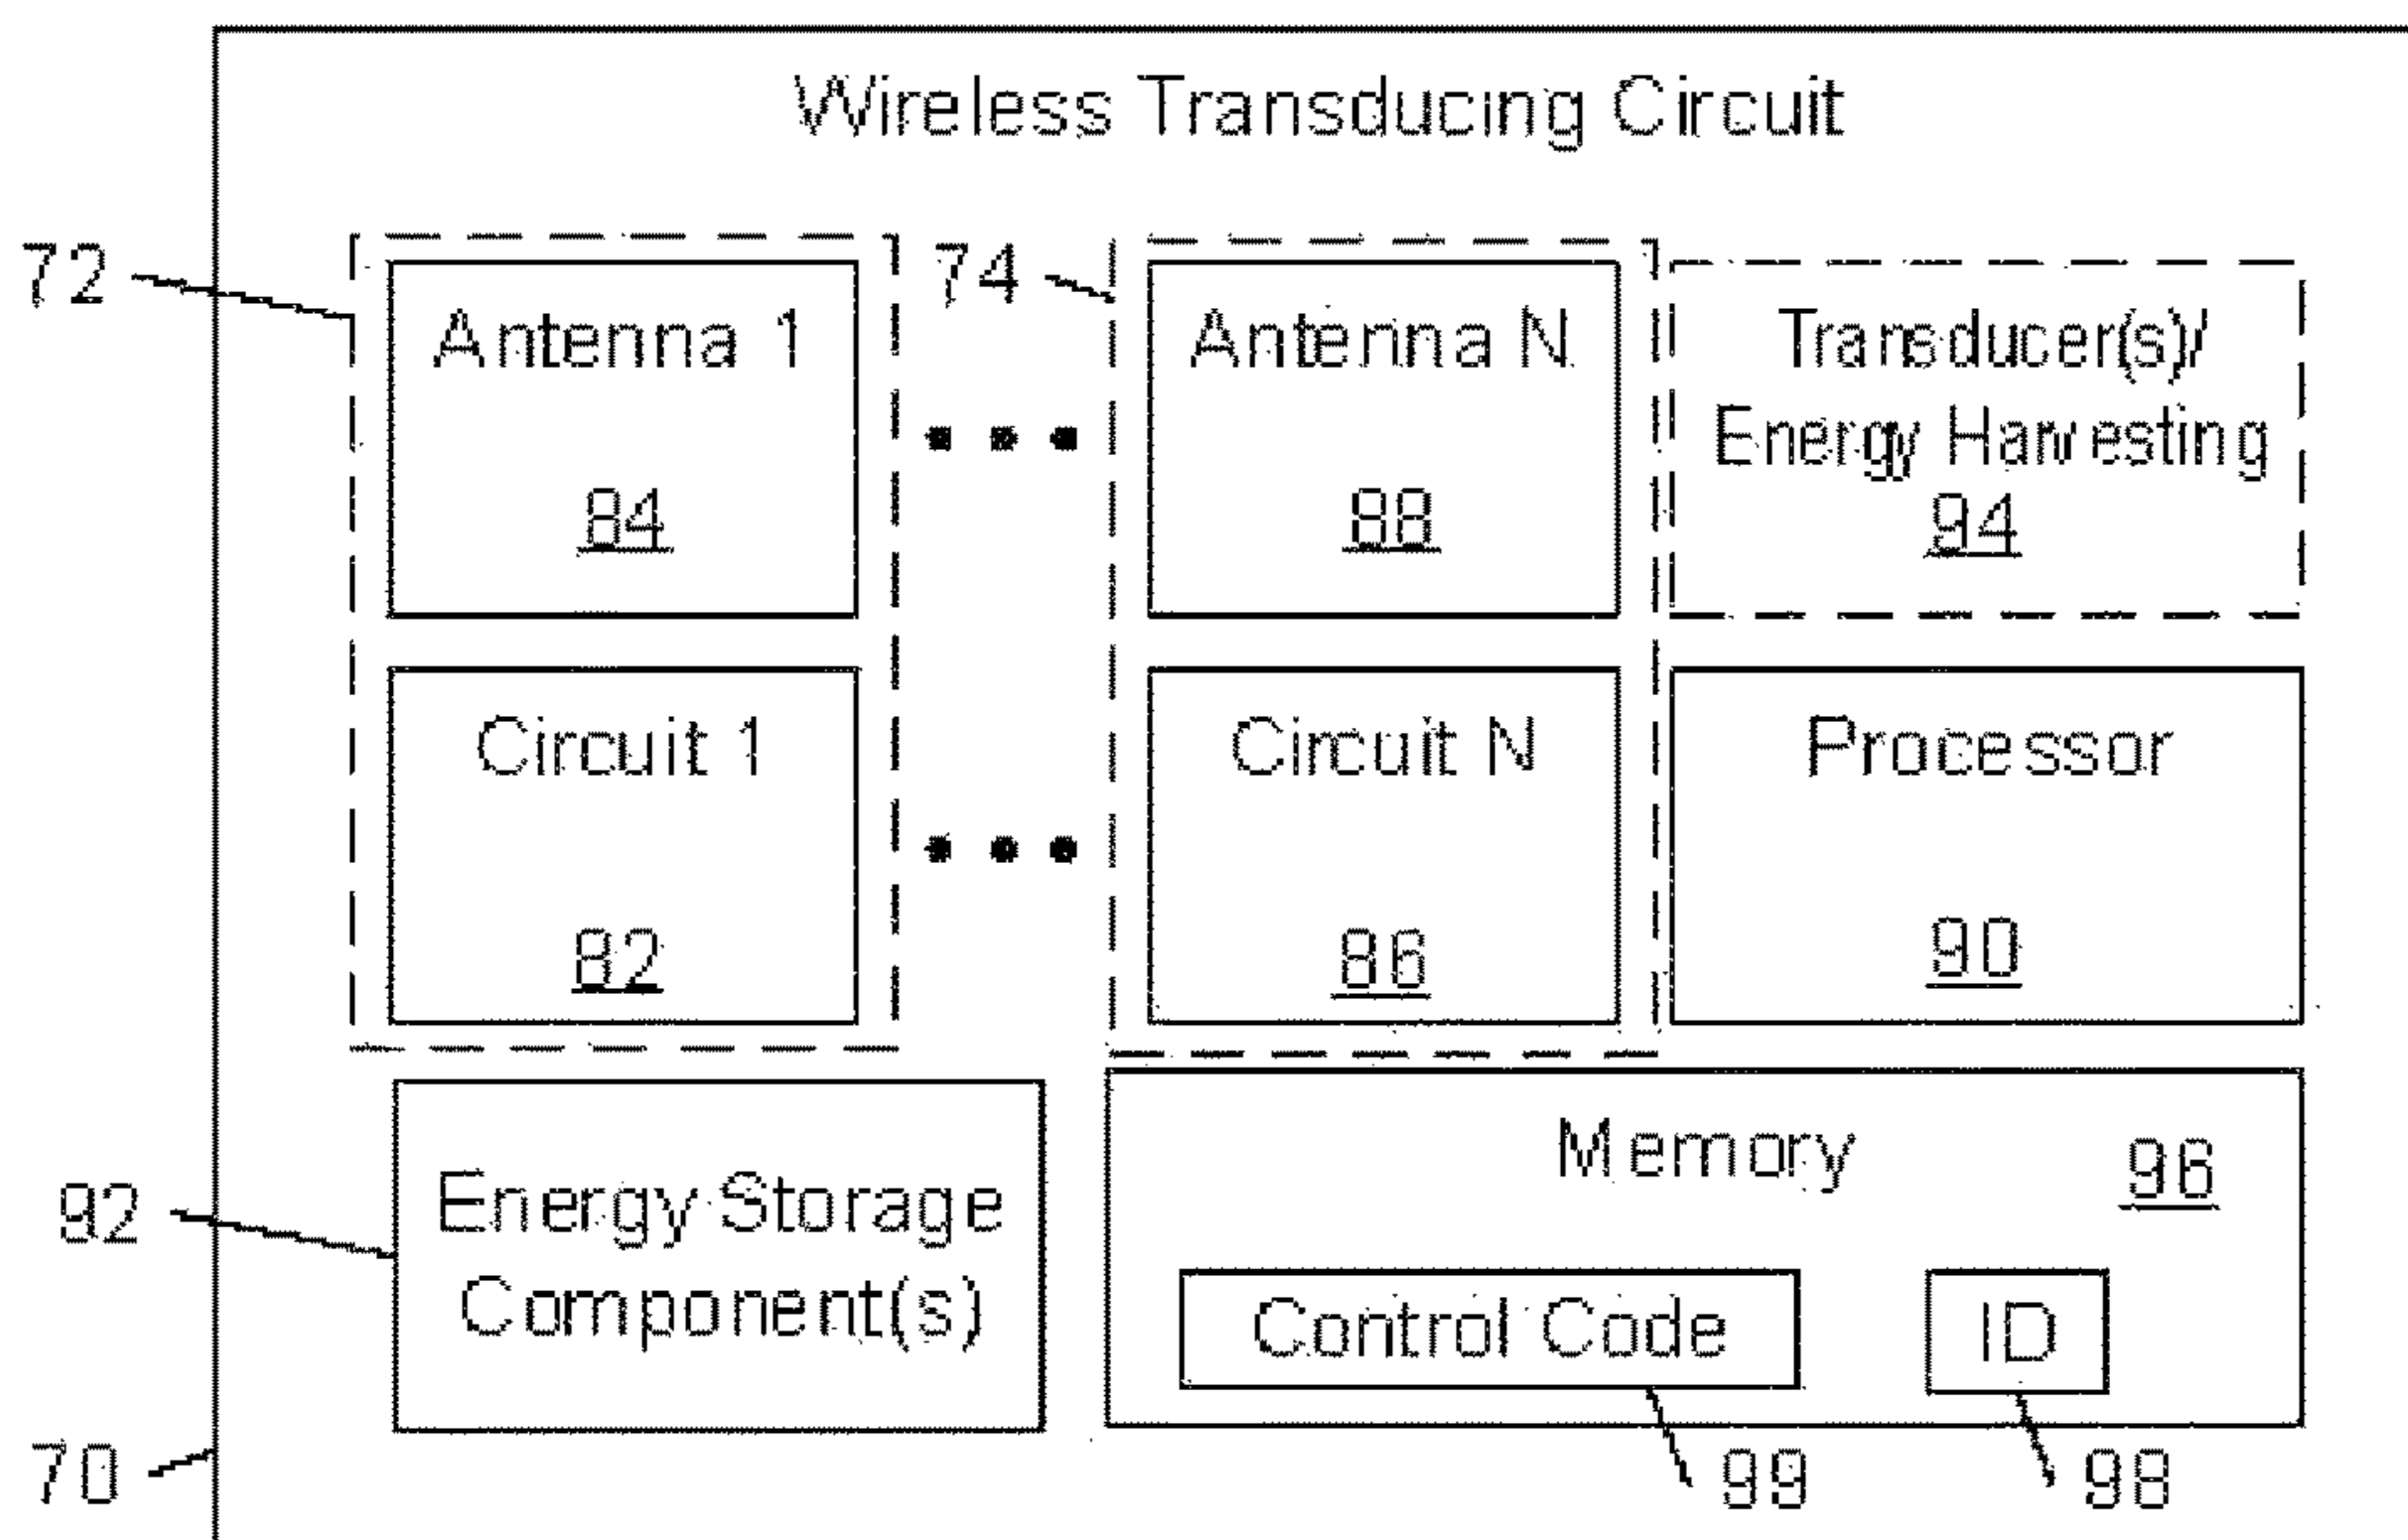 Wireless Transducing Circuit
72
74
Antenna 1
84
Antenna N
88
Transducer(s)/
Energy Harvesting
94
Circuit 1
82
Circuit N
86
Processor
90
92
Energy Storage
Component(s)
Memory
96
Control Code
ID
70
99
98